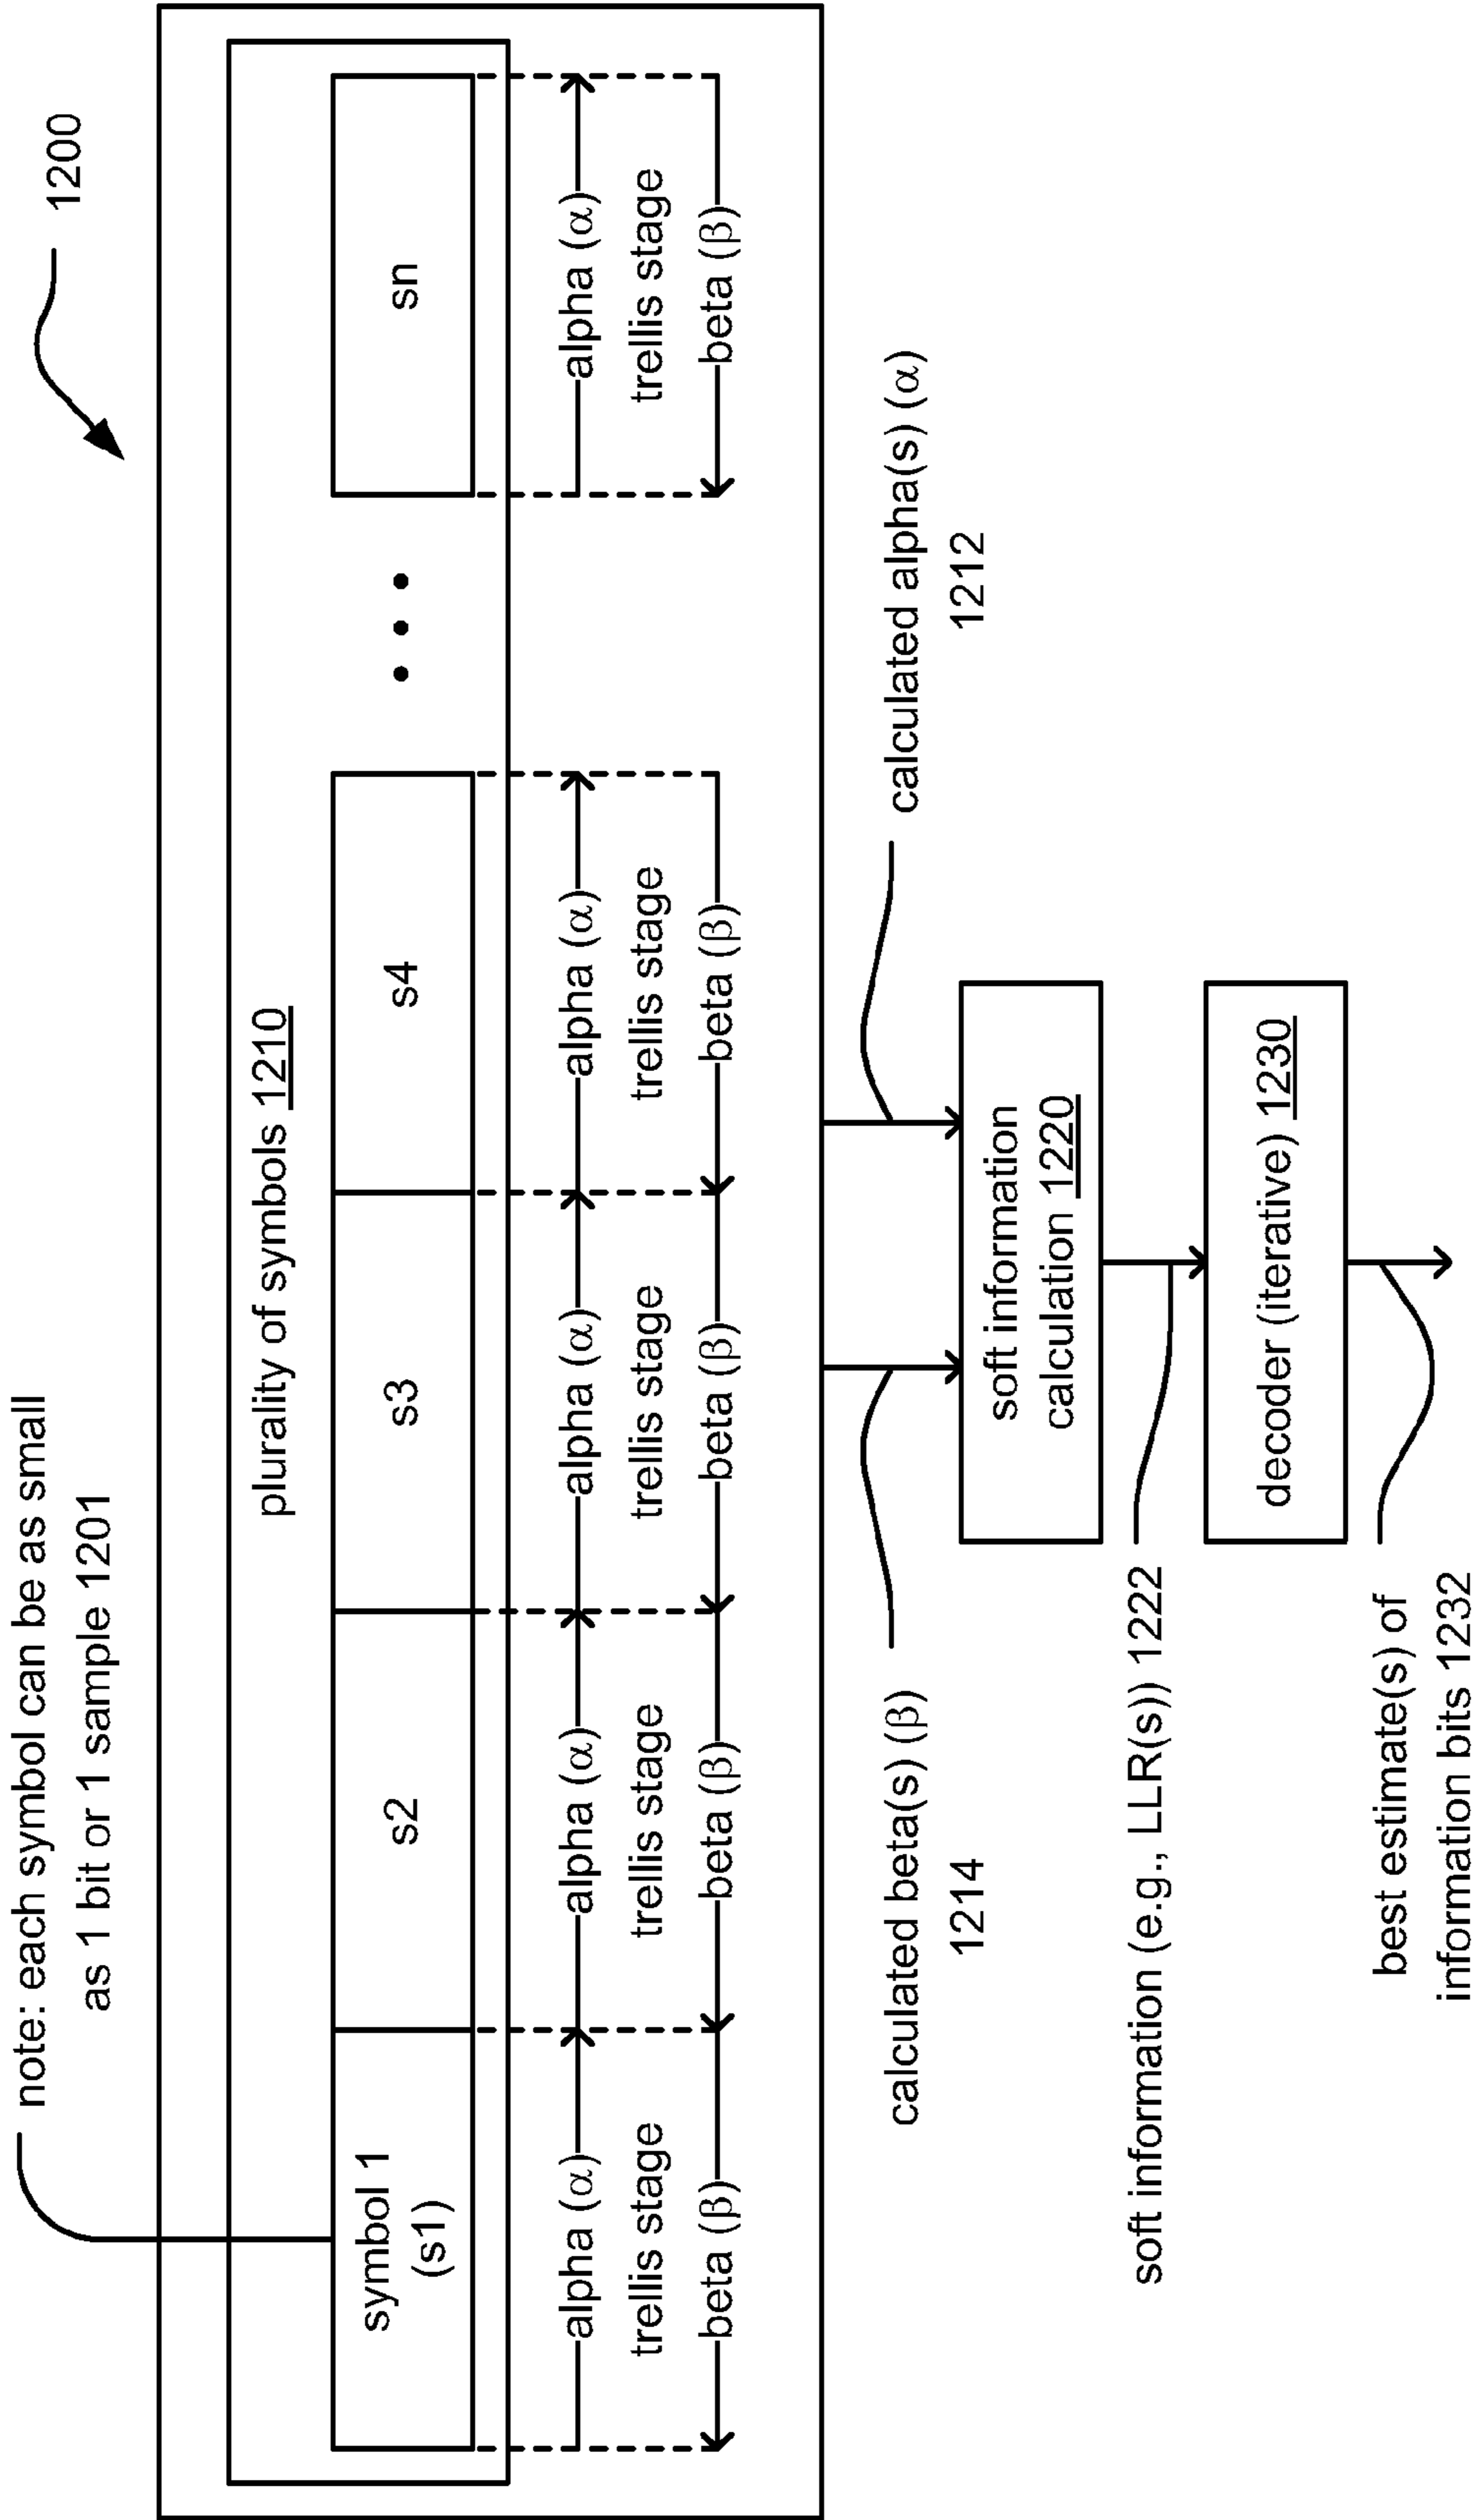 1200
note: each symbol can be as small
as 1 bit or 1 sample 1201
plurality of symbols 1210
symbol 1
(s1)
s2
s3
s4
• • •
sn
alpha (α)
alpha (α)
alpha (α)
alpha (α)
alpha (α)
trellis stage
trellis stage
trellis stage
trellis stage
trellis stage
beta (β)
beta (β)
beta (β)
beta (β)
beta (β)
calculated beta(s) (β)
1214
calculated alpha(s) (α)
1212
soft information
calculation 1220
soft information (e.g., LLR(s)) 1222
decoder (iterative) 1230
best estimate(s) of
information bits 1232